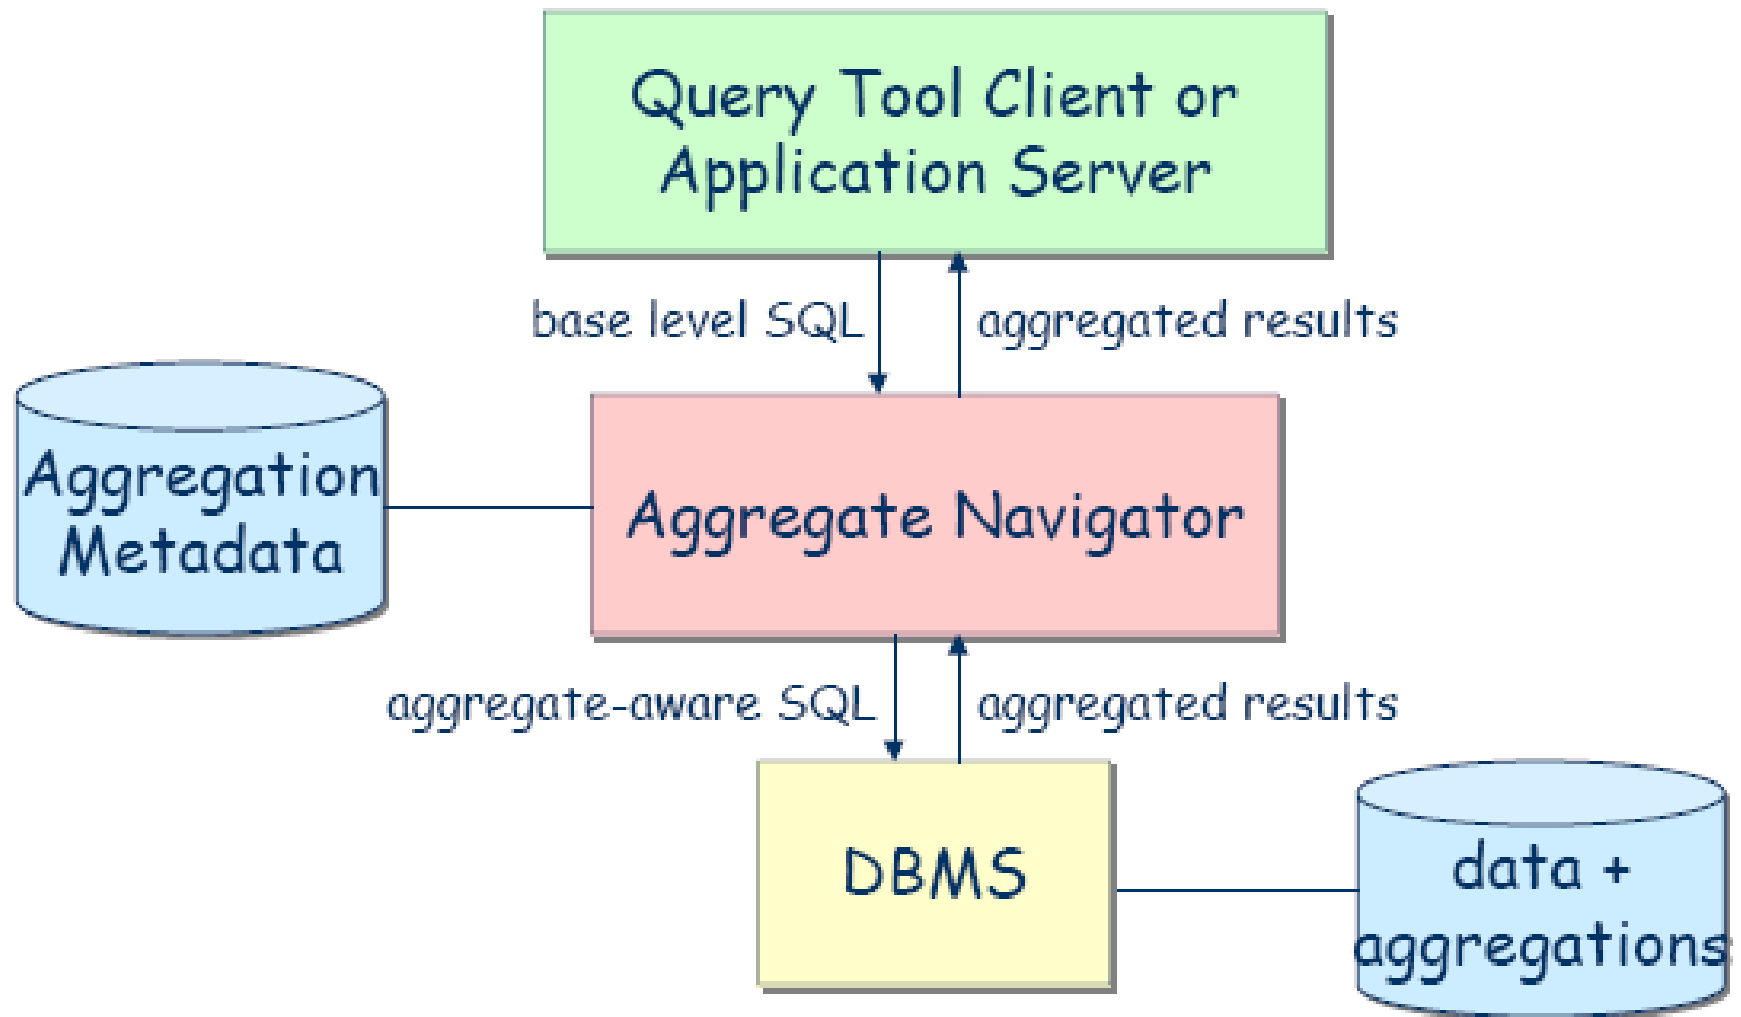 Query Tool Client or
Application Server
base level SQL
aggregated results
Aggregation
Metadata
Aggregate Navigator
aggregate-aware SQL
aggregated results
DBMS
data +
aggregations